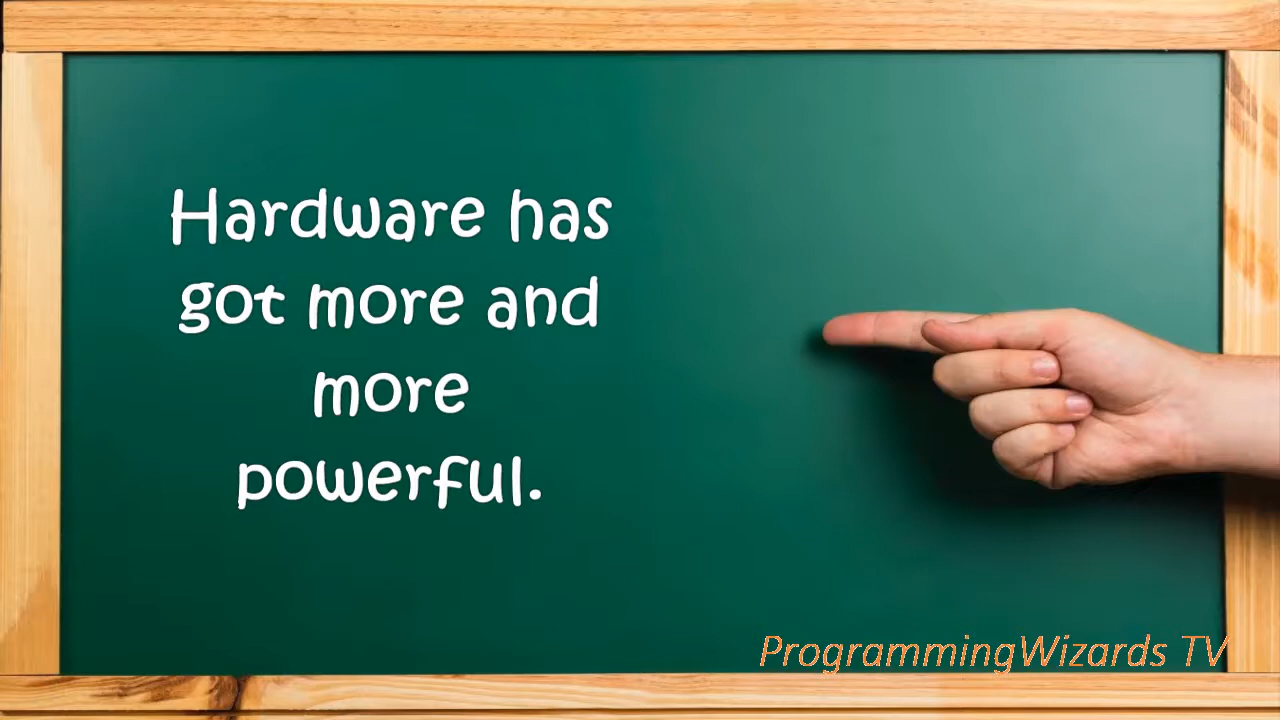 Hardware has
got more and
more
powerful.
ProgrammingWizards TV